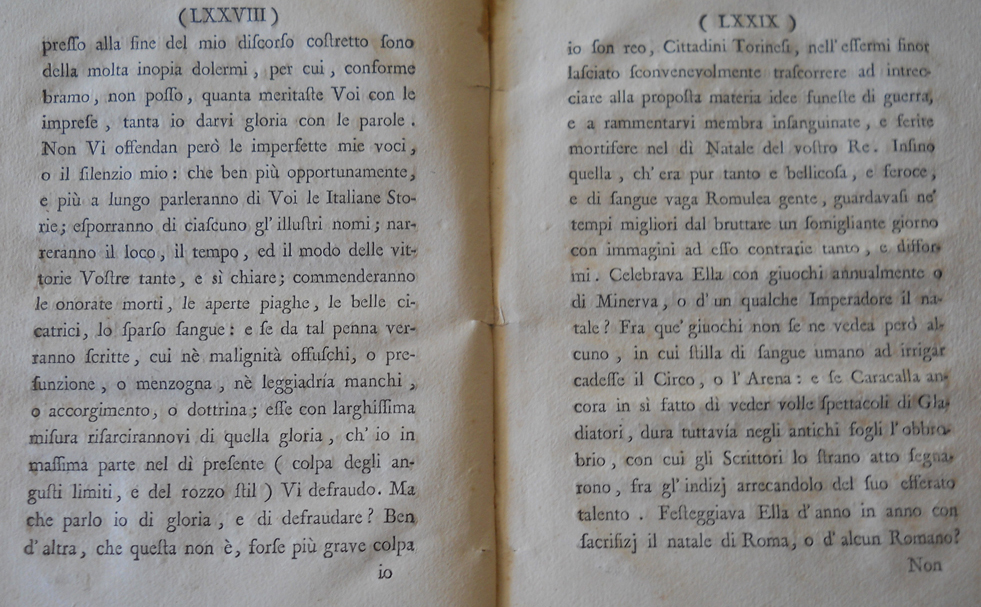 (LXXVIII)
preſſo alla fine del mio diſcorſo coſtretto ſono
della molta inopia dolermi, per cui, conforme
bramo, non poſſo, quanta meritaſte Voi con le
impreſe, tanta io darvi gloria con le parole.
Non Vi offendan però le imperfette mie voci,
o il ſilenzio mio: che ben più opportunamente,
e più a lungo parleranno di Voi le Italiane Sto-
rie; eſporranno di ciaſcuno gl' illuſtri nomi; nar-
reranno il loco, il tempo, ed il modo delle vit-
torie Voſtre tante, e sì chiare; commenderanno
le onorate morti, le aperte piaghe, le belle ci-
catrici, lo ſparſo ſangue: e ſe da tal penna ver-
ranno ſcritte, cui nè malignità offuſchi, o pre-
ſunzione, o menzogna, nè leggiadría manchi,
o accorgimento, o dottrina; eſſe con larghiſſima
miſura riſarcirannovi di quella gloria, ch' io in
maſſima parte nel dì preſente ( colpa degli an-
guſti limiti, e del rozzo ſtil ) Vi defraudo. Ma
che parlo io di gloria, e di defraudare? Ben
d' altra, che queſta non è, forſe più grave colpa
io
( LXXIX )
io ſon reo, Cittadini Torineſi, nell' eſſermi finor
laſciato ſconvenevolmente traſcorrere ad intrec-
ciare alla propoſta materia idee funeſte di guerra,
e a rammentarvi membra inſanguinate, e ferite
mortifere nel dì Natale del voſtro Re. Inſino
quella, ch' era pur tanto e bellicoſa, e feroce,
e di ſangue vaga Romulea gente, guardavaſi ne'
tempi migliori dal bruttare un ſomigliante giorno
con immagini ad eſſo contrarie tanto, e diffor-
mi. Celebrava Ella con giuochi annualmente o
di Minerva, o d' un qualche Imperadore il na-
tale? Fra que' giuochi non ſe ne vedea però al-
cuno, in cui ſtilla di ſangue umano ad irrigar
cadeſſe il Circo, o l' Arena: e ſe Caracalla an-
cora in sì fatto dì veder volle ſpettacoli di Gla-
diatori, dura tuttavía negli antichi fogli l' obbro-
brio, con cui gli Scrittori lo ſtrano atto ſegna-
rono, fra gl' indizj arrecandolo del ſuo efferato
talento. Feſteggiava Ella d' anno in anno con
ſacrifizj il natale di Roma, o d' alcun Romano?
Non